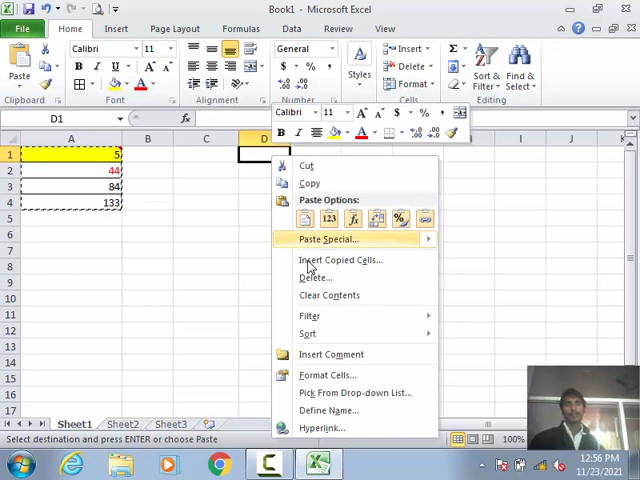 Book1 - Microsoft Excel
File Home Insert Page Layout Formulas Data Review View
Paste Calibri 11 General Styles Insert Sort & Filter Find & Select
B I U A A A $ % , Delete
Format
Clipboard Font Alignment Number Cells
Calibri 11 A A $ % ,
D1 fx
B I A
A B C D J
1 5
2 44
3 84
4 133
5
6
7
8
9
10
11
12
13
14
15
16
17
Cut
Copy
Paste Options:
123 fx %
Paste Special...
Insert Copied Cells...
Delete...
Clear Contents
Filter
Sort
Insert Comment
Format Cells...
Pick From Drop-down List...
Define Name...
Hyperlink...
Sheet1 Sheet2 Sheet3
Select destination and press ENTER or choose Paste 100%
12:56 PM
11/23/2021